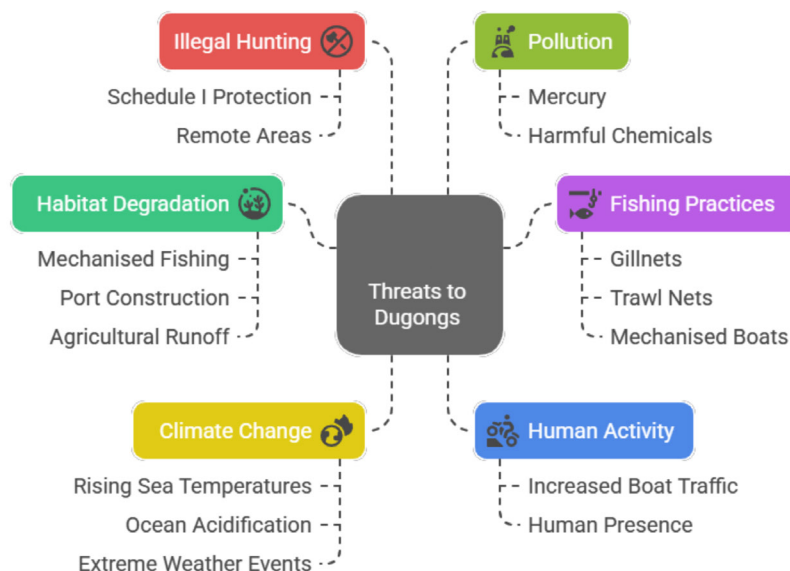 Illegal Hunting
Schedule I Protection
Remote Areas
Pollution
Mercury
Harmful Chemicals
Habitat Degradation
Mechanised Fishing
Port Construction
Agricultural Runoff
Threats to
Dugongs
Fishing Practices
Gillnets
Trawl Nets
Mechanised Boats
Climate Change
Rising Sea Temperatures
Ocean Acidification
Extreme Weather Events
Human Activity
Increased Boat Traffic
Human Presence